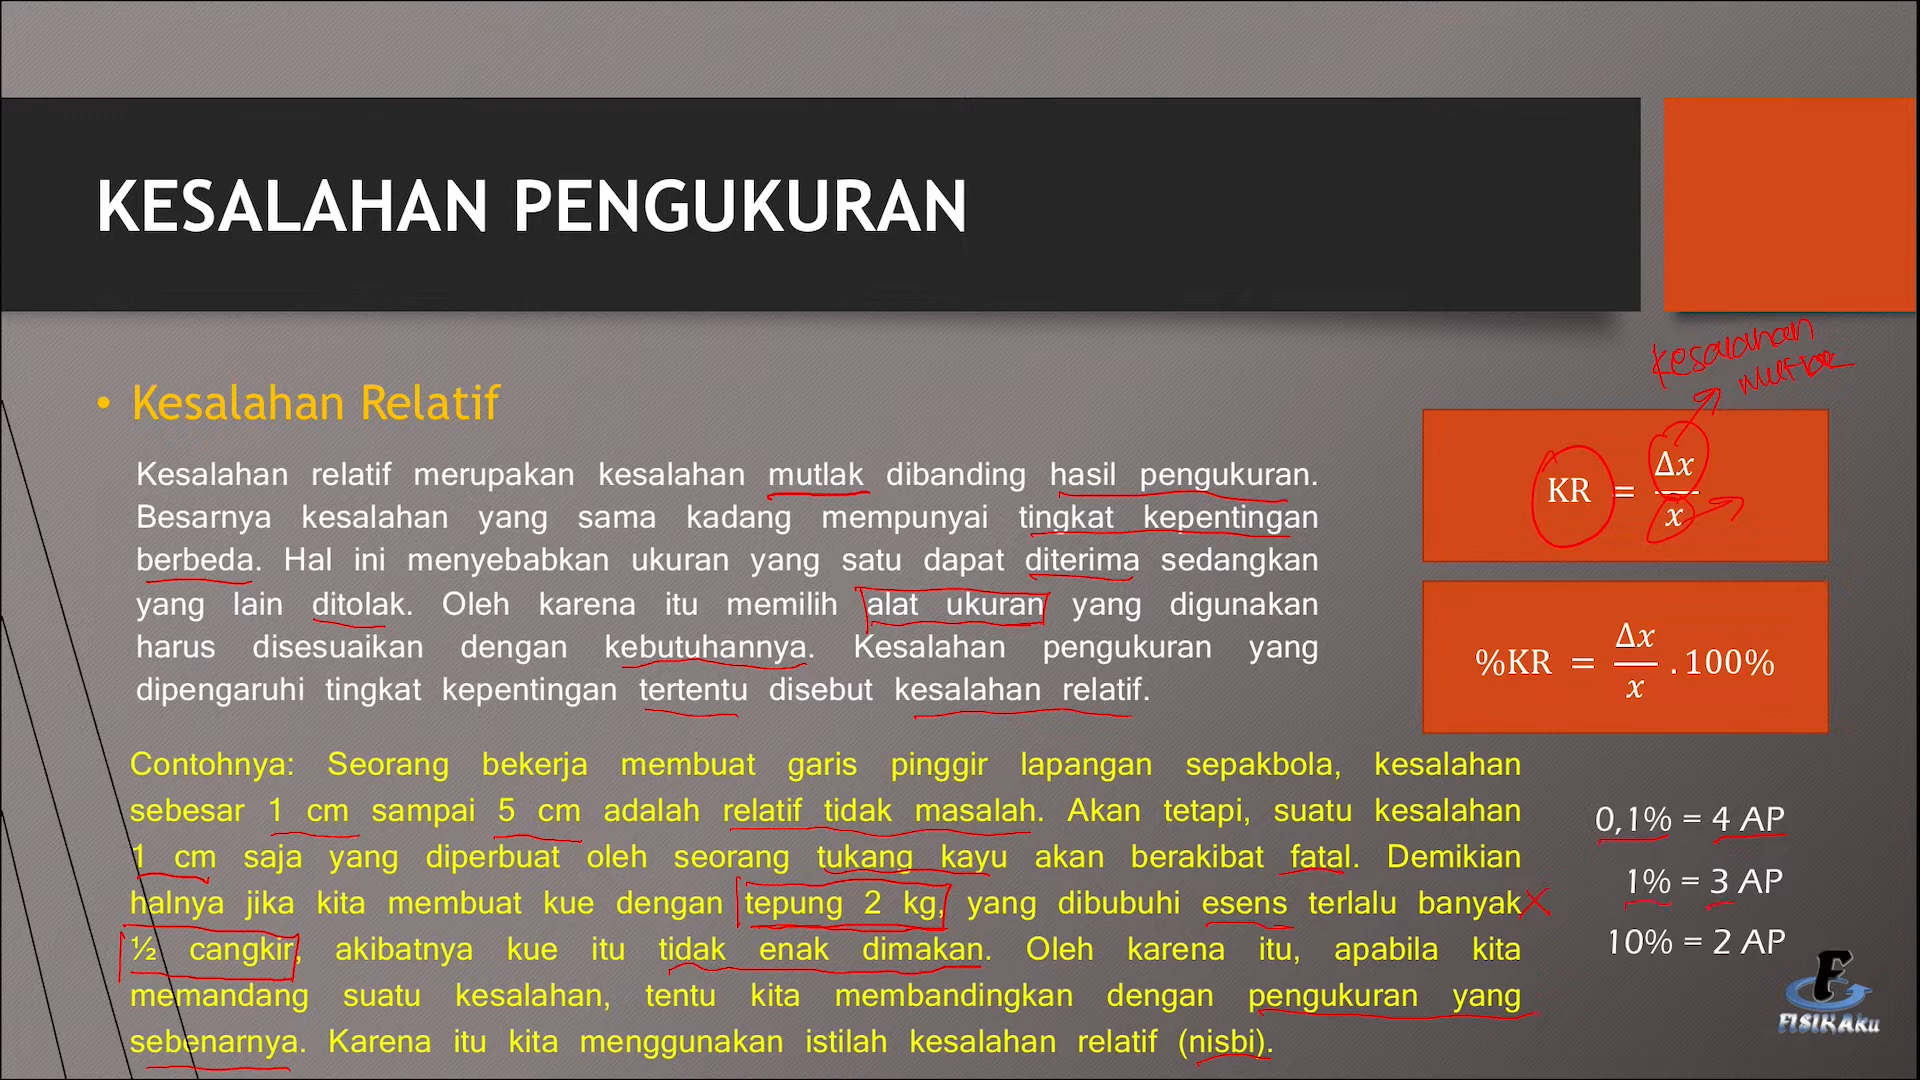 KESALAHAN PENGUKURAN
• Kesalahan Relatif
Kesalahan relatif merupakan kesalahan mutlak dibanding hasil pengukuran.
Besarnya kesalahan yang sama kadang mempunyai tingkat kepentingan
berbeda. Hal ini menyebabkan ukuran yang satu dapat diterima sedangkan
yang lain ditolak. Oleh karena itu memilih alat ukuran yang digunakan
harus disesuaikan dengan kebutuhannya. Kesalahan pengukuran yang
dipengaruhi tingkat kepentingan tertentu disebut kesalahan relatif.
Contohnya: Seorang bekerja membuat garis pinggir lapangan sepakbola, kesalahan
sebesar 1 cm sampai 5 cm adalah relatif tidak masalah. Akan tetapi, suatu kesalahan
1 cm saja yang diperbuat oleh seorang tukang kayu akan berakibat fatal. Demikian
halnya jika kita membuat kue dengan tepung 2 kg, yang dibubuhi esens terlalu banyak
½ cangkir, akibatnya kue itu tidak enak dimakan. Oleh karena itu, apabila kita
memandang suatu kesalahan, tentu kita membandingkan dengan pengukuran yang
sebenarnya. Karena itu kita menggunakan istilah kesalahan relatif (nisbi).
kesalahan
KR = Δx/x
%KR = Δx/x .100%
0,1% = 4 AP
1% = 3 AP
10% = 2 AP
FISIKAku